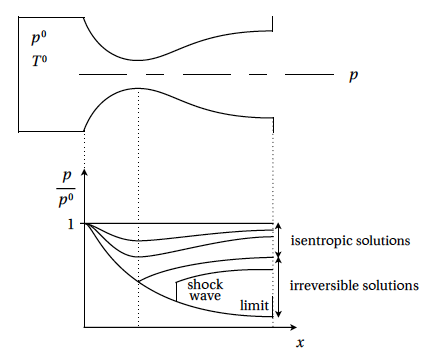 p⁰
T⁰
p
p
p⁰
1
isentropic solutions
shock
wave
irreversible solutions
limit
x